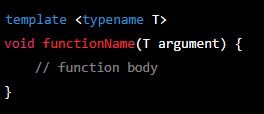 template <typename T>
void functionName(T argument) {
    // function body
}